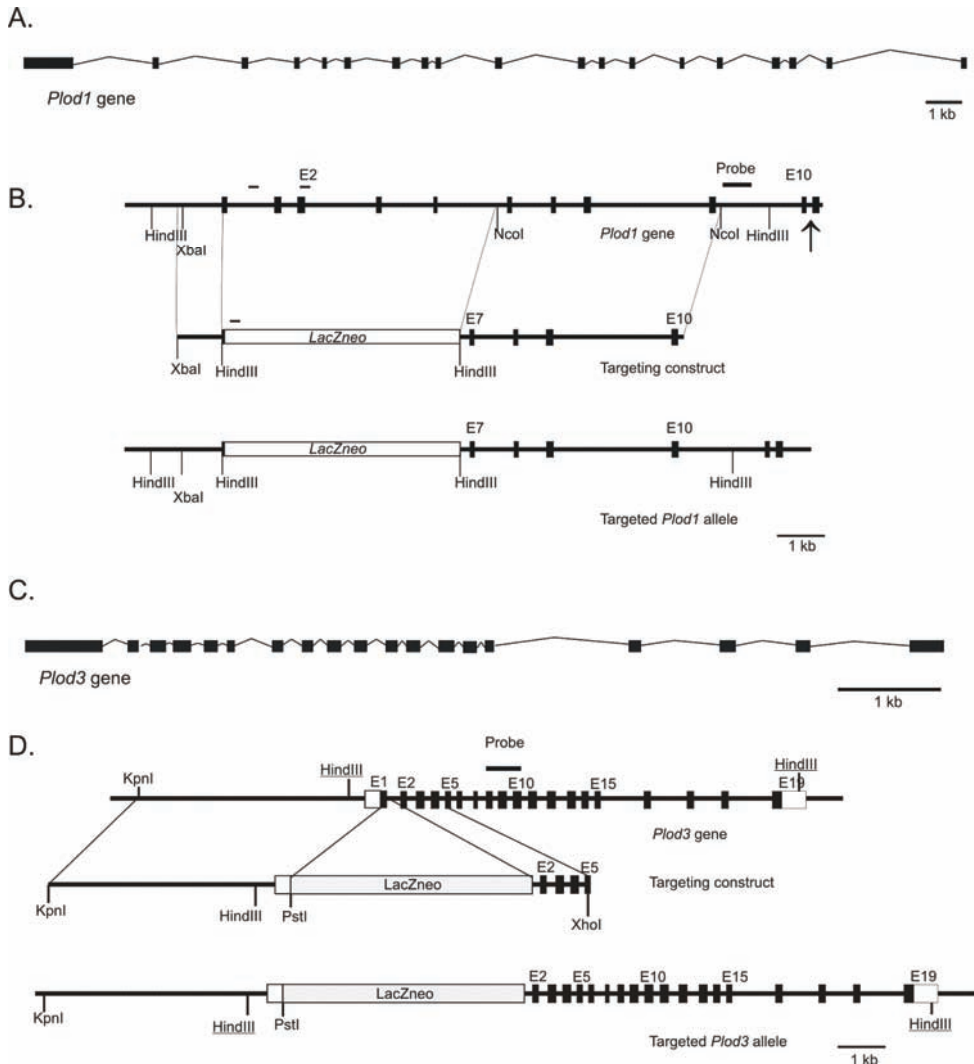 A.
Plod1 gene
1 kb
B.
E2
Probe
E10
HindIII
XbaI
NcoI
Plod1 gene
NcoI
HindIII
LacZneo
E7
E10
XbaI
HindIII
HindIII
Targeting construct
LacZneo
E7
E10
HindIII
XbaI
HindIII
HindIII
HindIII
Targeted Plod1 allele
1 kb
C.
Plod3 gene
1 kb
D.
Probe
KpnI
HindIII
E1
E2
E5
E10
E15
HindIII
E19
Plod3 gene
LacZneo
E2
E5
Targeting construct
KpnI
HindIII
PstI
XhoI
LacZneo
E2
E5
E10
E15
E19
KpnI
HindIII
PstI
HindIII
Targeted Plod3 allele
1 kb